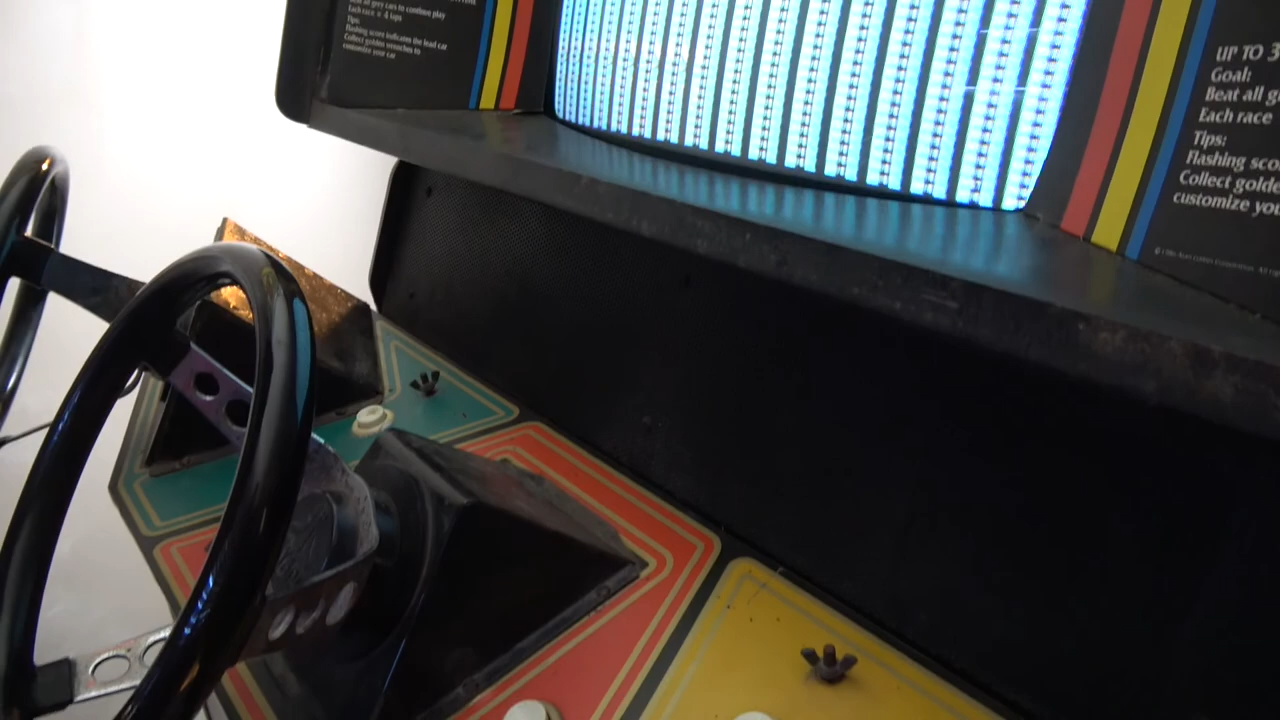 Beat all grey cars to continue play
Each race = 4 laps
Tips:
Flashing score indicates the lead car
Collect golden wrenches to
customize your car
UP TO 3
Goal:
Beat all g
Each race
Tips:
Flashing sco
Collect golde
customize you